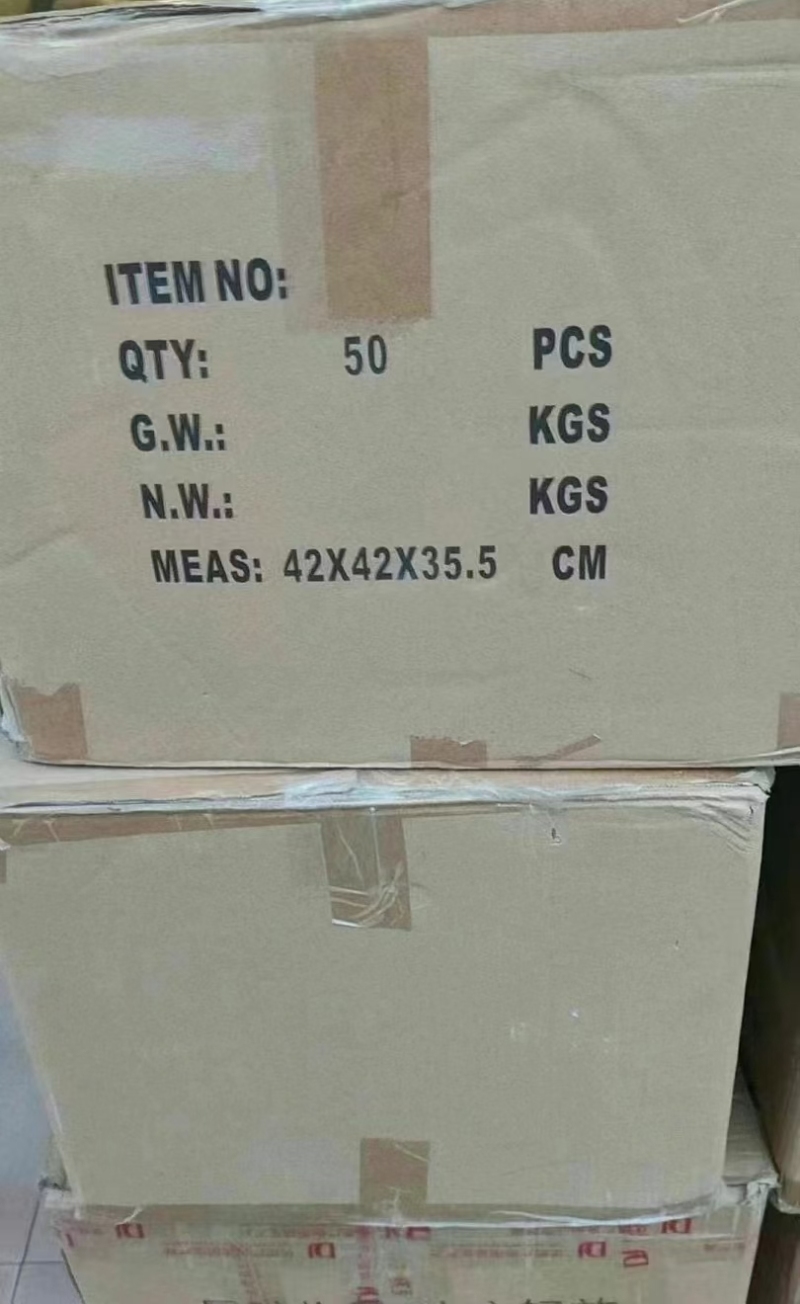 ITEM NO:
QTY: 50 PCS
G.W.: KGS
N.W.: KGS
MEAS: 42X42X35.5 CM